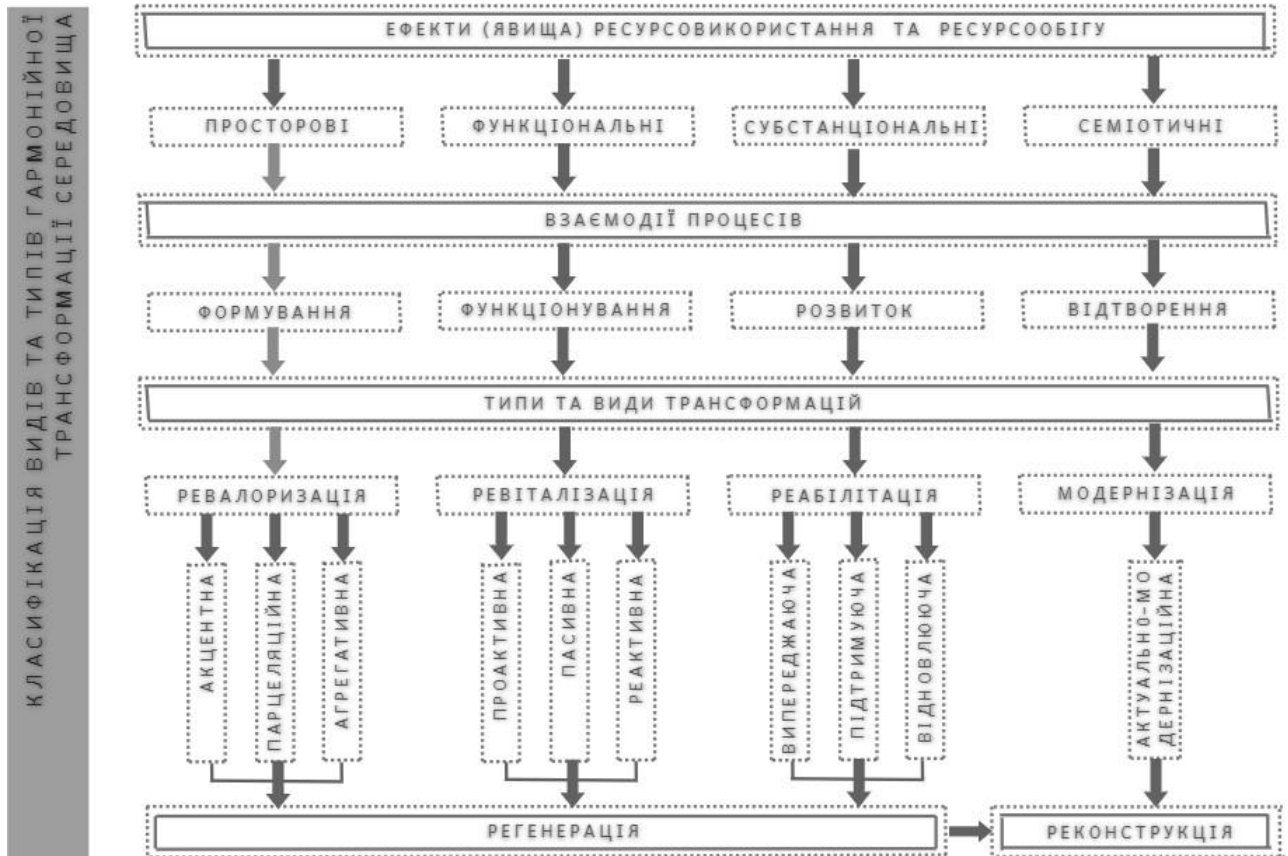 КЛАСИФІКАЦІЯ ВИДІВ ТА ТИПІВ ГАРМОНІЙНОЇ
ТРАНСФОРМАЦІЇ СЕРЕДОВИЩА
ЕФЕКТИ (ЯВИЩА) РЕСУРСОВИКОРИСТАННЯ ТА РЕСУРСООБІГУ
ПРОСТОРОВІ
ФУНКЦІОНАЛЬНІ
СУБСТАНЦІОНАЛЬНІ
СЕМІОТИЧНІ
ВЗАЄМОДІЇ ПРОЦЕСІВ
ФОРМУВАННЯ
ФУНКЦІОНУВАННЯ
РОЗВИТОК
ВІДТВОРЕННЯ
ТИПИ ТА ВИДИ ТРАНСФОРМАЦІЙ
РЕВАЛОРИЗАЦІЯ
РЕВІТАЛІЗАЦІЯ
РЕАБІЛІТАЦІЯ
МОДЕРНІЗАЦІЯ
АКЦЕНТНА
ПАРЦЕЛЯЦІЙНА
АГРЕГАТИВНА
ПРОАКТИВНА
ПАСИВНА
РЕАКТИВНА
ВИПЕРЕДЖАЮЧА
ПІДТРИМУЮЧА
ВІДНОВЛЮЮЧА
АКТУАЛЬНО-МО
ДЕРНІЗАЦІЙНА
РЕГЕНЕРАЦІЯ
РЕКОНСТРУКЦІЯ